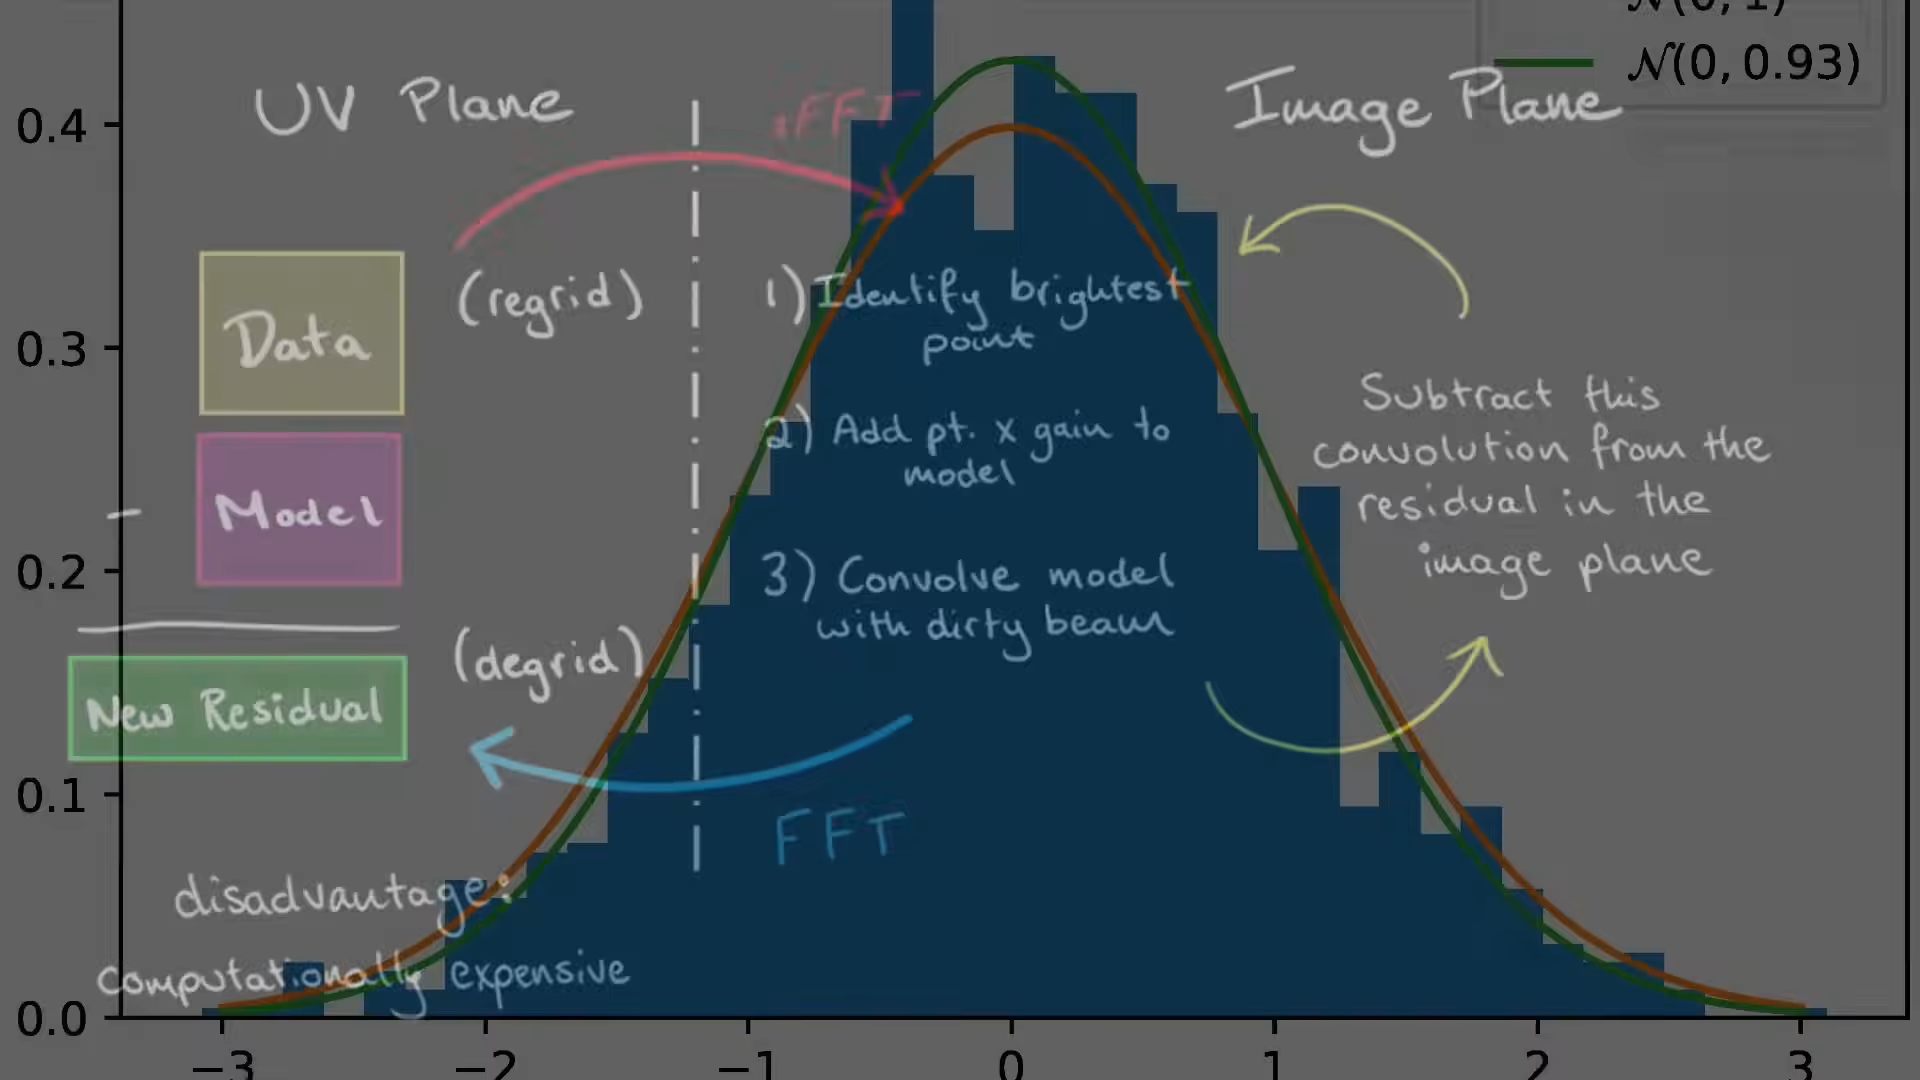 N(0, 1)
N(0, 0.93)
UV Plane
iFFT
Image Plane
0.4
Data
(regrid)
1) Identify brightest
point
0.3
Model
2) Add pt. x gain to
model
Subtract this
convolution from the
residual in the
image plane
-
0.2
3) Convolve model
with dirty beam
New Residual
(degrid)
0.1
FFT
disadvantage:
computationally expensive
0.0
−3 −2 −1 0 1 2 3